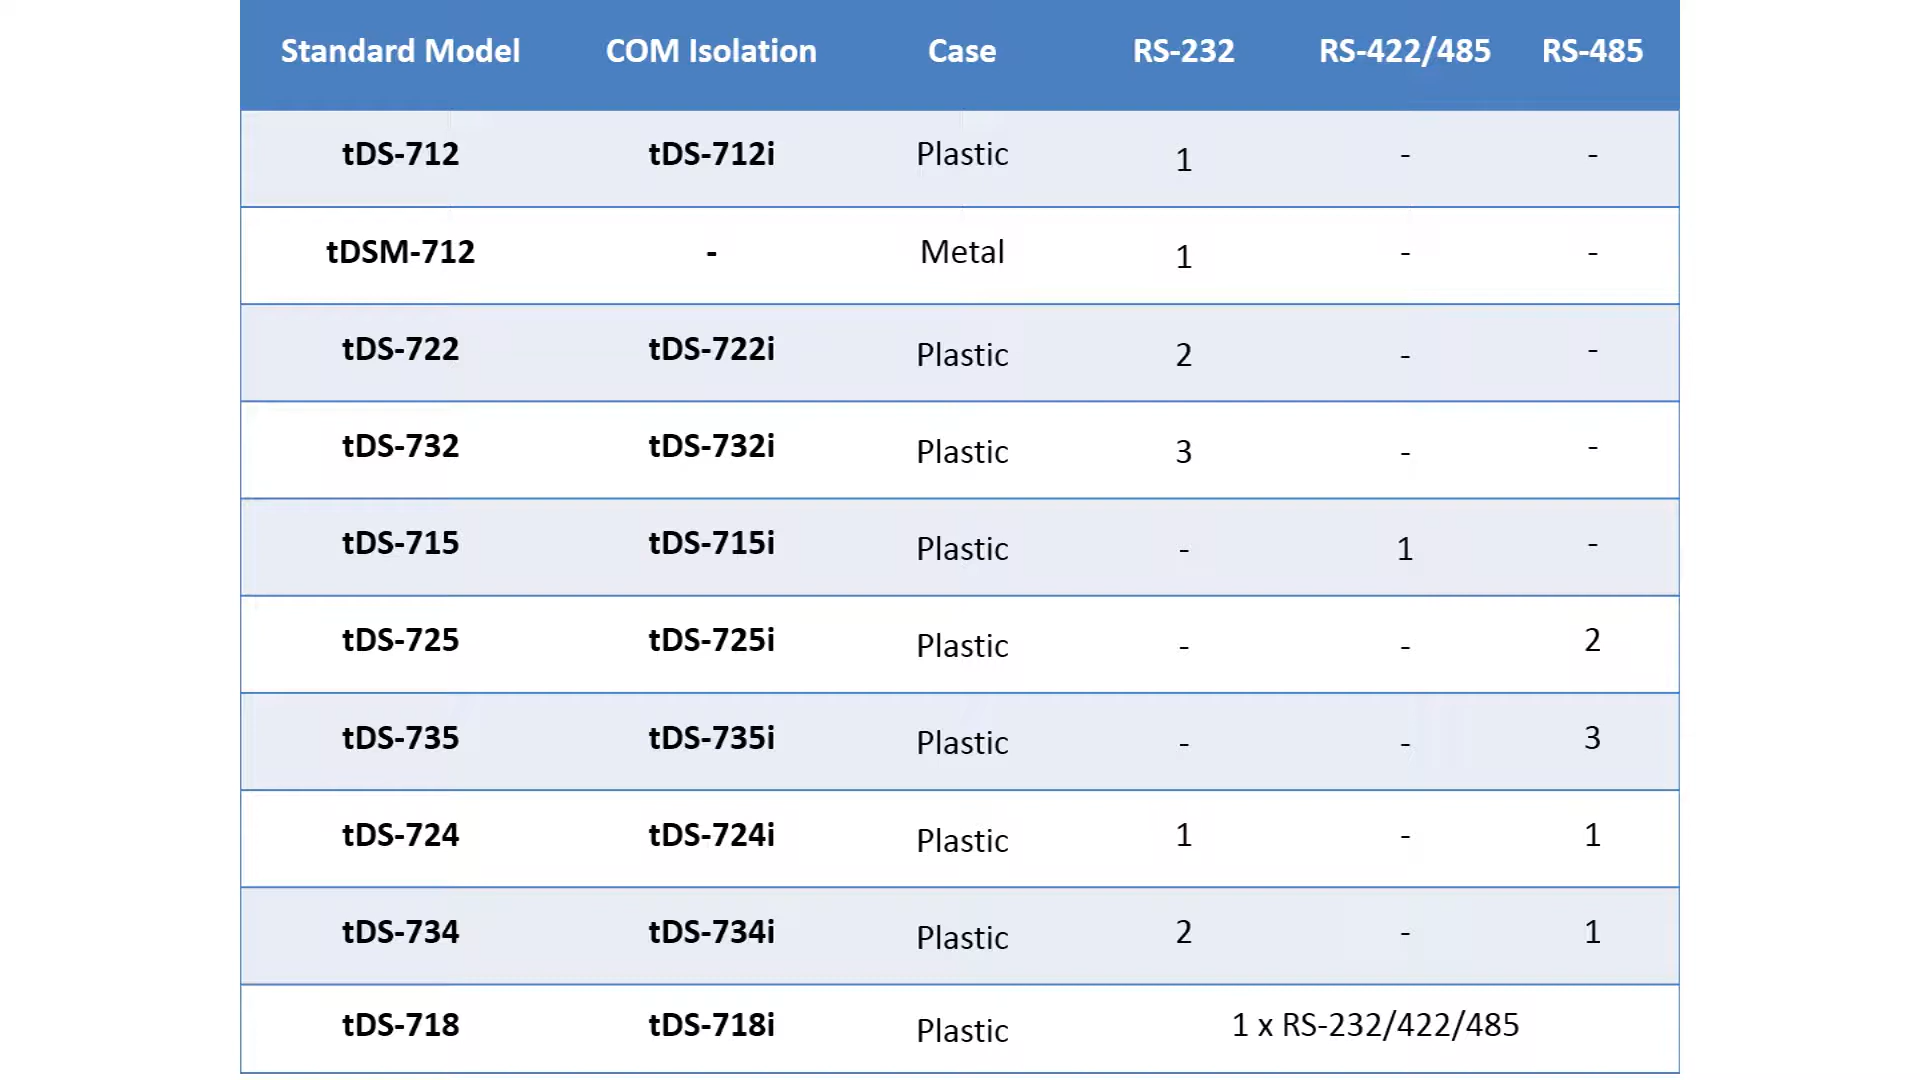 Standard Model COM Isolation Case RS-232 RS-422/485 RS-485
tDS-712 tDS-712i Plastic 1 - -
tDSM-712 - Metal 1 - -
tDS-722 tDS-722i Plastic 2 - -
tDS-732 tDS-732i Plastic 3 - -
tDS-715 tDS-715i Plastic - 1 -
tDS-725 tDS-725i Plastic - - 2
tDS-735 tDS-735i Plastic - - 3
tDS-724 tDS-724i Plastic 1 - 1
tDS-734 tDS-734i Plastic 2 - 1
tDS-718 tDS-718i Plastic 1 x RS-232/422/485